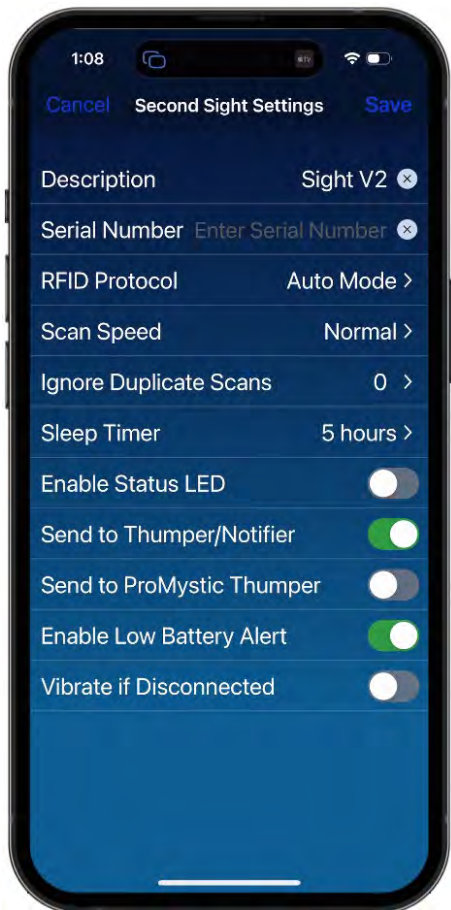 1:08
Cancel Second Sight Settings Save
Description Sight V2
Serial Number Enter Serial Number
RFID Protocol Auto Mode >
Scan Speed Normal >
Ignore Duplicate Scans 0 >
Sleep Timer 5 hours >
Enable Status LED
Send to Thumper/Notifier
Send to ProMystic Thumper
Enable Low Battery Alert
Vibrate if Disconnected